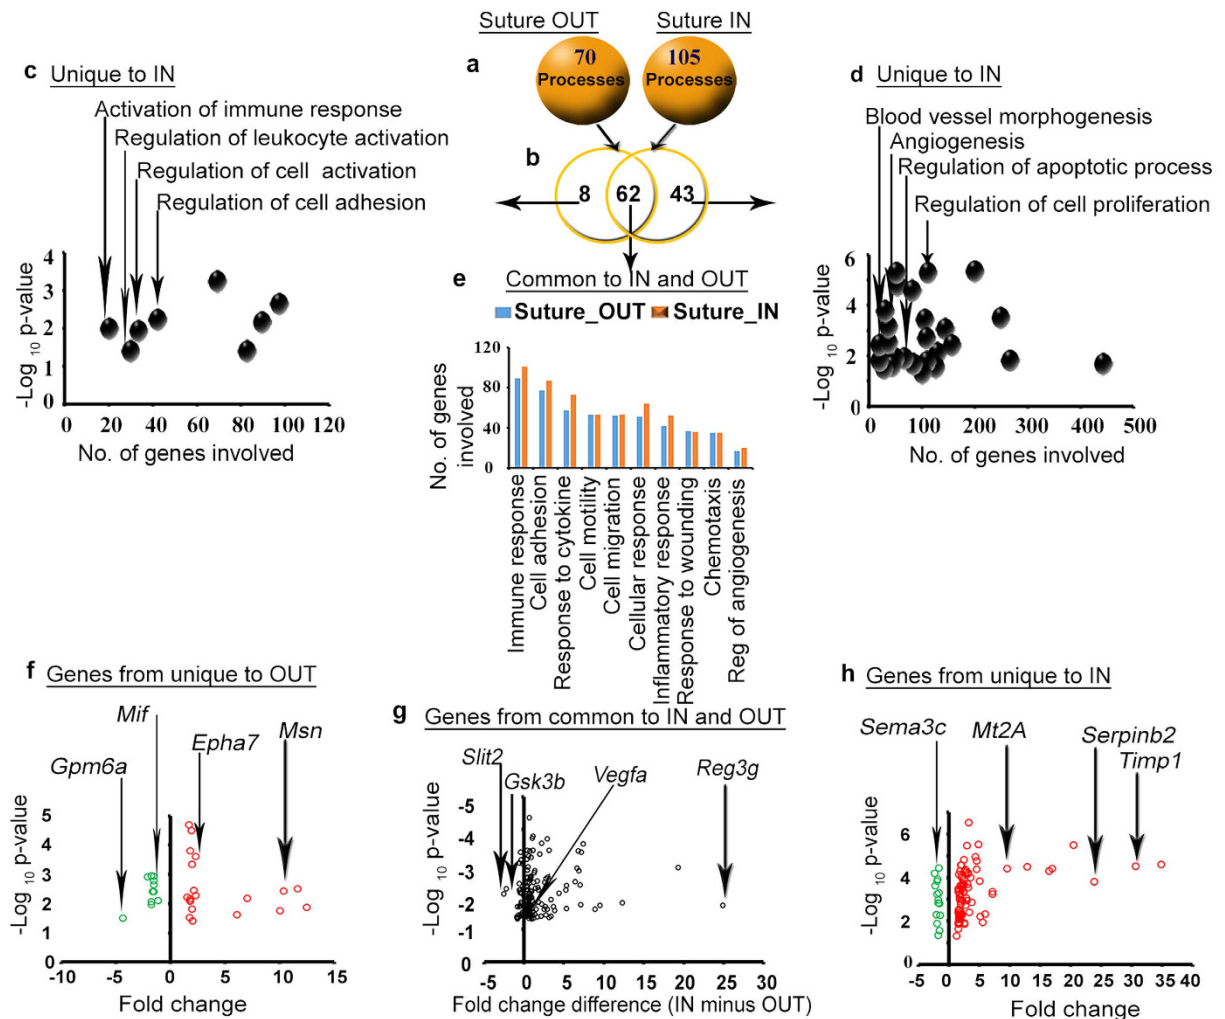 Suture OUT
Suture IN
a
70
Processes
105
Processes
b
8
62
43
c
Unique to IN
Activation of immune response
Regulation of leukocyte activation
Regulation of cell activation
Regulation of cell adhesion
-Log 10 p-value
4
3
2
1
0
0 20 40 60 80 100 120
No. of genes involved
d
Unique to IN
Blood vessel morphogenesis
Angiogenesis
Regulation of apoptotic process
Regulation of cell proliferation
-Log 10 p-value
6
4
2
0
0 100 200 300 400 500
No. of genes involved
e
Common to IN and OUT
Suture_OUT Suture_IN
No. of genes
involved
120
80
40
0
Immune response
Cell adhesion
Response to cytokine
Cell motility
Cell migration
Cellular response
Inflammatory response
Response to wounding
Chemotaxis
Reg of angiogenesis
f
Genes from unique to OUT
Mif
Gpm6a
Epha7
Msn
-Log 10 p-value
5
4
3
2
1
0
-10 -5 0 5 10 15
Fold change
g
Genes from common to IN and OUT
Slit2
Gsk3b
Vegfa
Reg3g
-Log 10 p-value
-5
-4
-3
-2
-1
0
-5 0 5 10 15 20 25 30
Fold change difference (IN minus OUT)
h
Genes from unique to IN
Sema3c
Mt2A
Serpinb2
Timp1
-Log 10 p-value
6
4
2
0
-5 0 5 10 15 20 25 30 35 40
Fold change